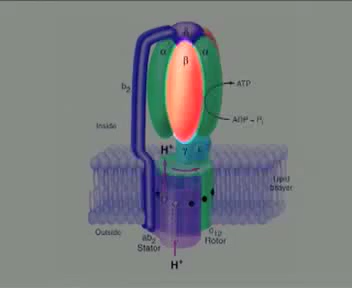 δ
α
α
β
b2
ATP
ADP + Pi
Inside
H+
γ
ε
Lipid
bilayer
Outside
ab2
Stator
c12
Rotor
H+